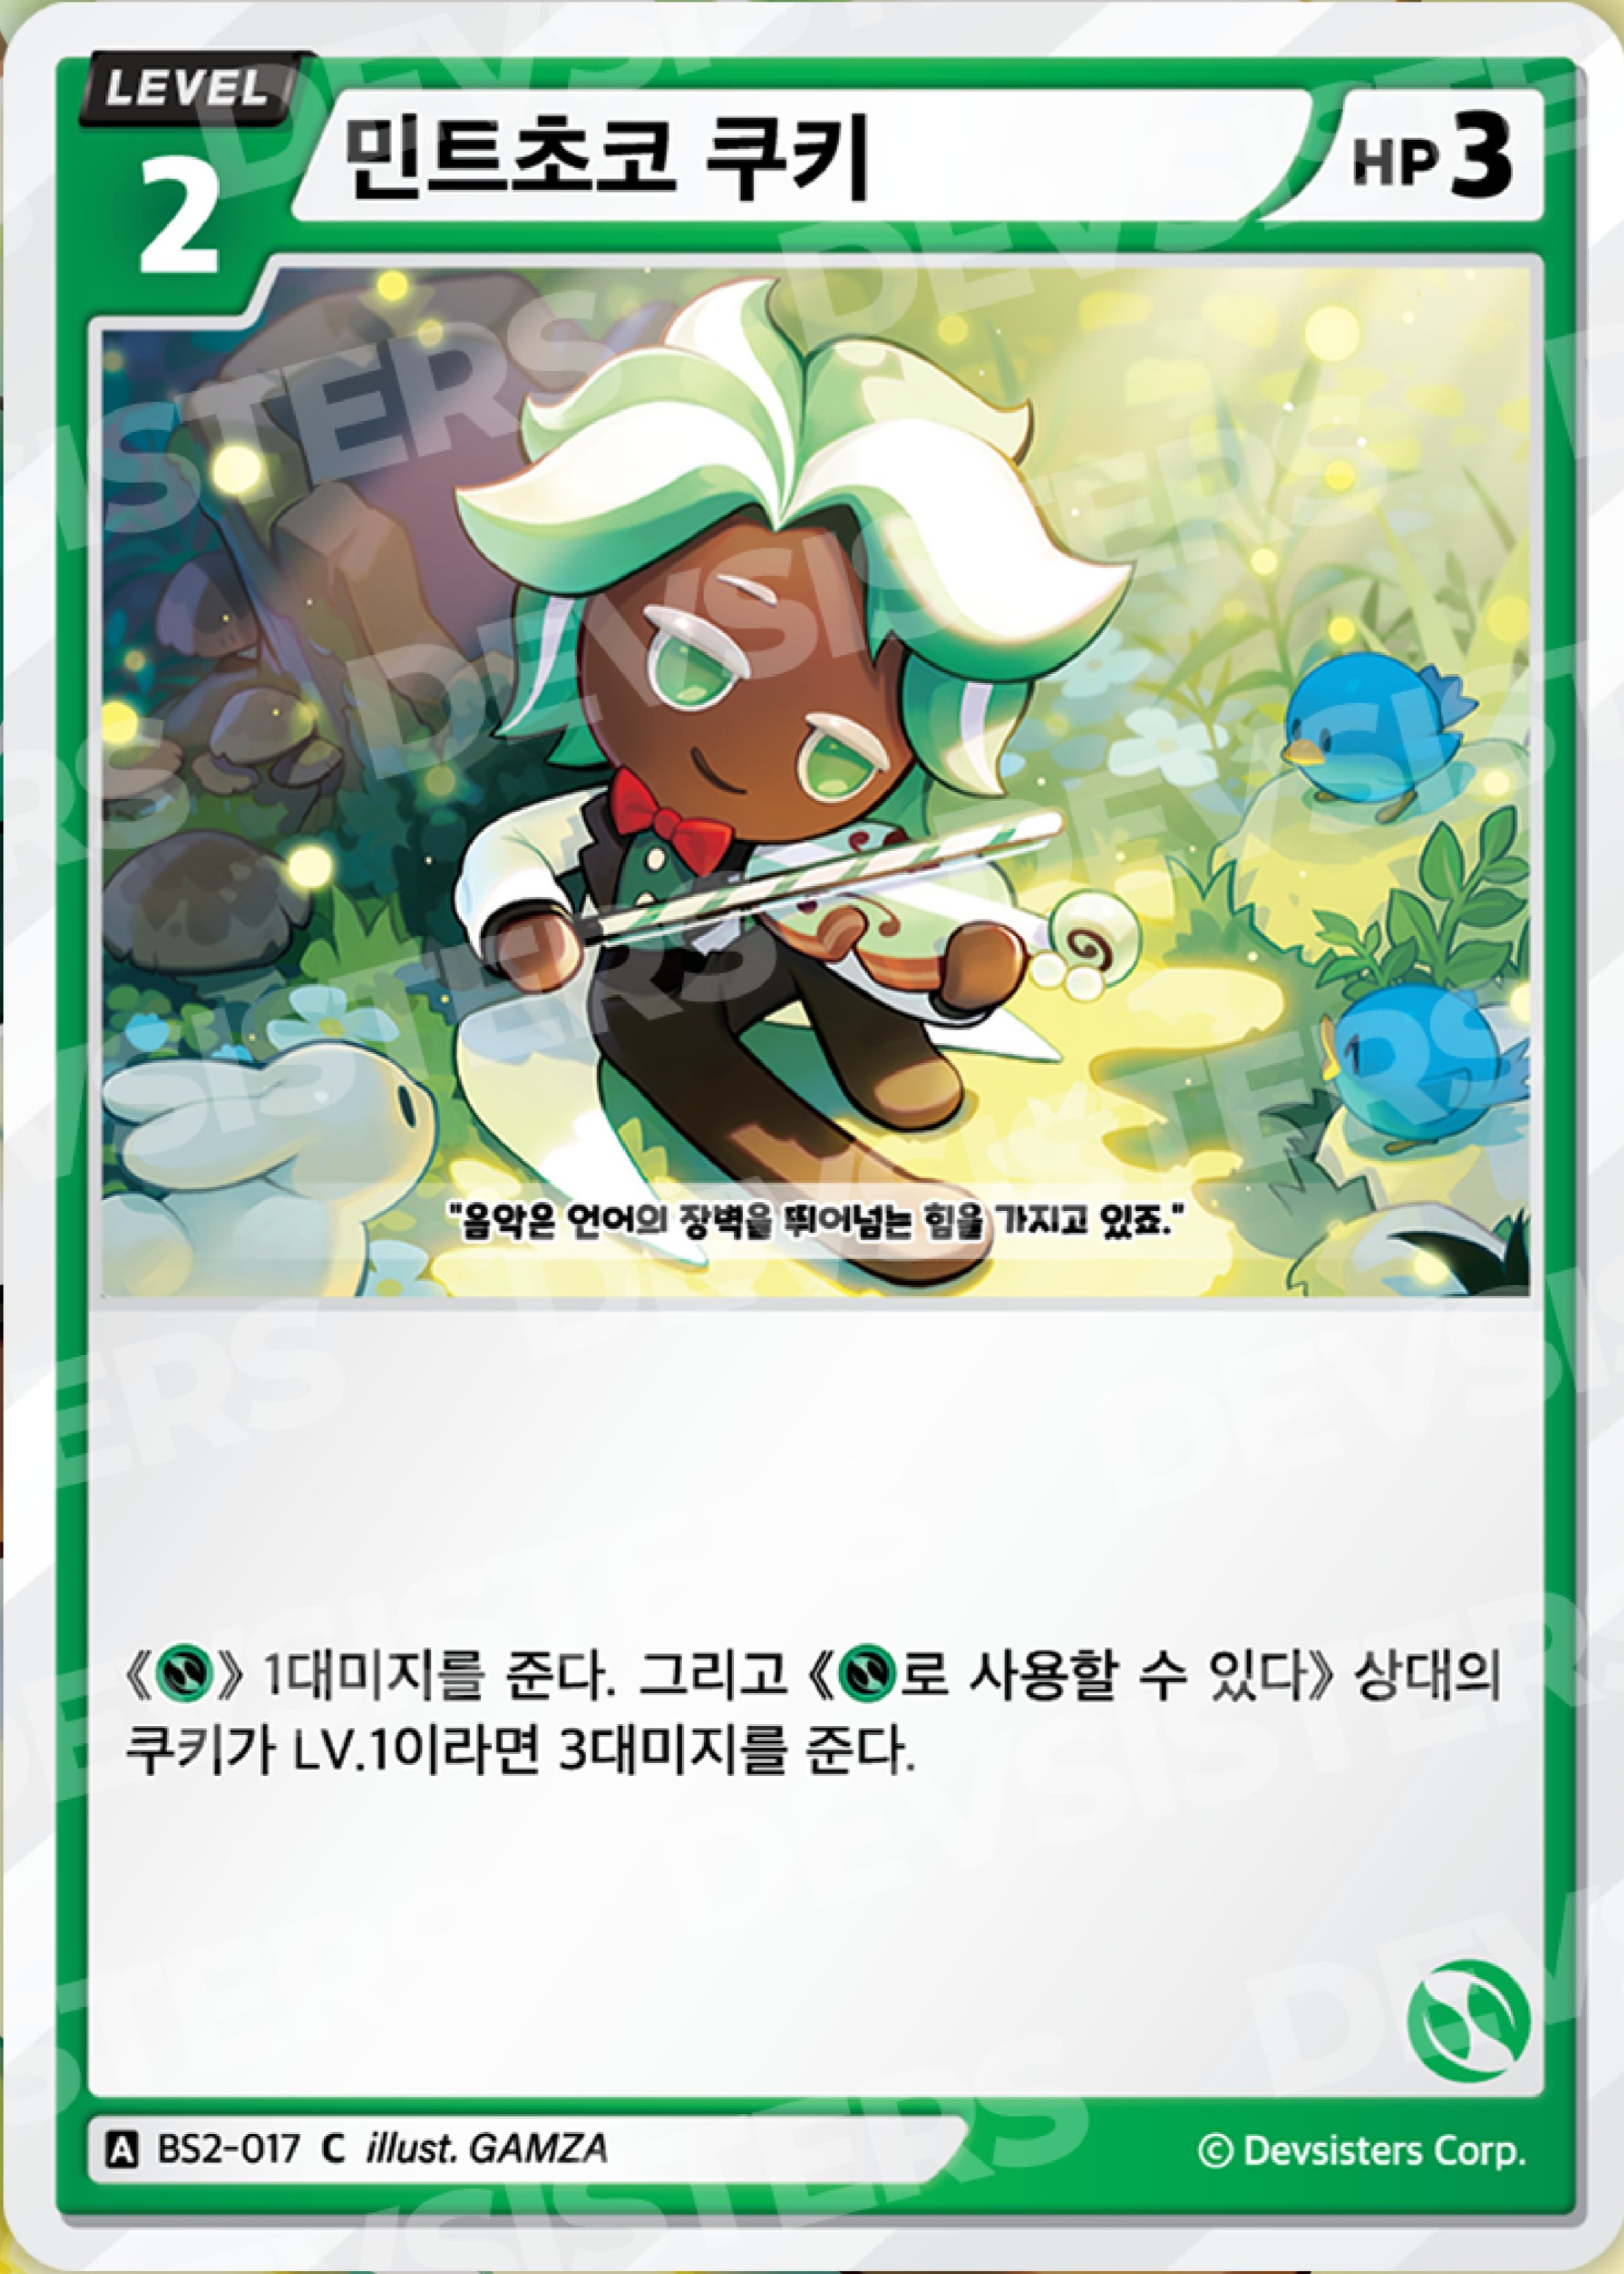 LEVEL
2
민트초코 쿠키
HP 3
"음악은 언어의 장벽을 뛰어넘는 힘을 가지고 있죠."
《》 1대미지를 준다. 그리고 《로 사용할 수 있다》 상대의
쿠키가 LV.1이라면 3대미지를 준다.
A BS2-017 C illust. GAMZA
© Devsisters Corp.
DEVSISTERS